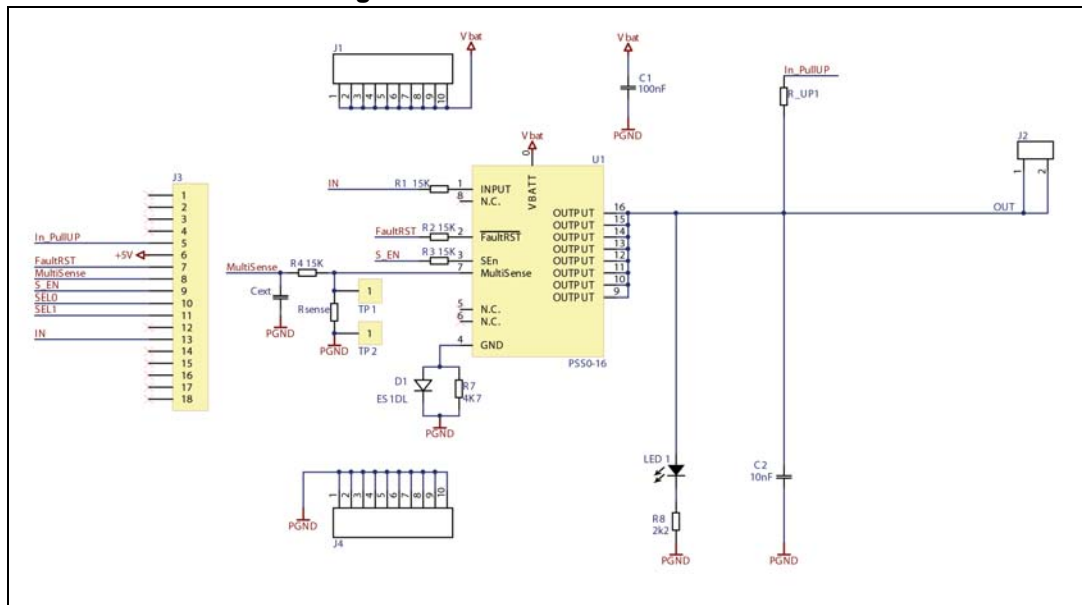 g
J1
1 2 3 4 5 6 7 8 9 10
Vbat
Vbat
C1
100nF
PGND
In_PullUP
R_UP1
J2
1 2
OUT
Vbat
0
U1
VBATT
IN
R1 15K
1
INPUT
8
N.C.
FaultRST
R2 15K
2
FaultRST
S_EN
R3 15K
3
SEn
7
MultiSense
5
N.C.
6
N.C.
4
GND
OUTPUT 16
OUTPUT 15
OUTPUT 14
OUTPUT 13
OUTPUT 12
OUTPUT 11
OUTPUT 10
OUTPUT 9
PSSO-16
J3
1
2
3
4
In_PullUP 5
+5V 6
FaultRST 7
MultiSense 8
S_EN 9
SEL0 10
SEL1 11
12
IN 13
14
15
16
17
18
MultiSense
R4 15K
Cext
PGND
Rsense
PGND
1
TP1
1
TP2
D1
ES1DL
R7
4K7
PGND
1 2 3 4 5 6 7 8 9 10
PGND
J4
LED 1
R8
2k2
PGND
C2
10nF
PGND